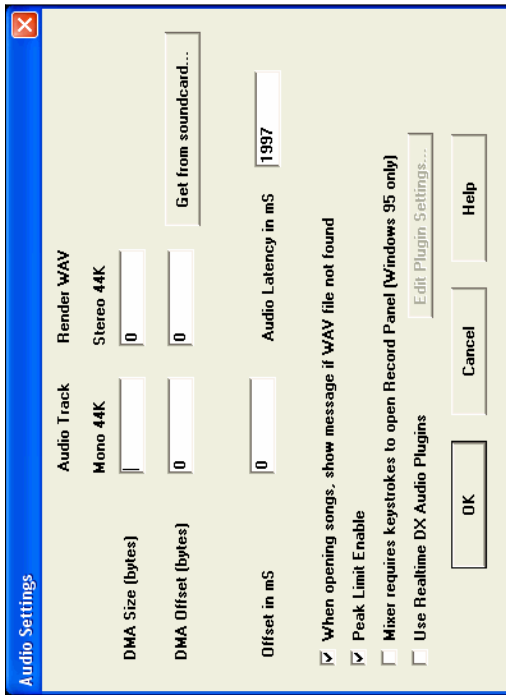 Audio Settings
Audio Track Render WAV
Mono 44K Stereo 44K
DMA Size (bytes) 0
DMA Offset (bytes) 0 0 Get from soundcard...
Offset in mS 0 Audio Latency in mS 1997
When opening songs, show message if WAV file not found
Peak Limit Enable
Mixer requires keystrokes to open Record Panel (Windows 95 only)
Use Realtime DX Audio Plugins Edit Plugin Settings...
OK Cancel Help